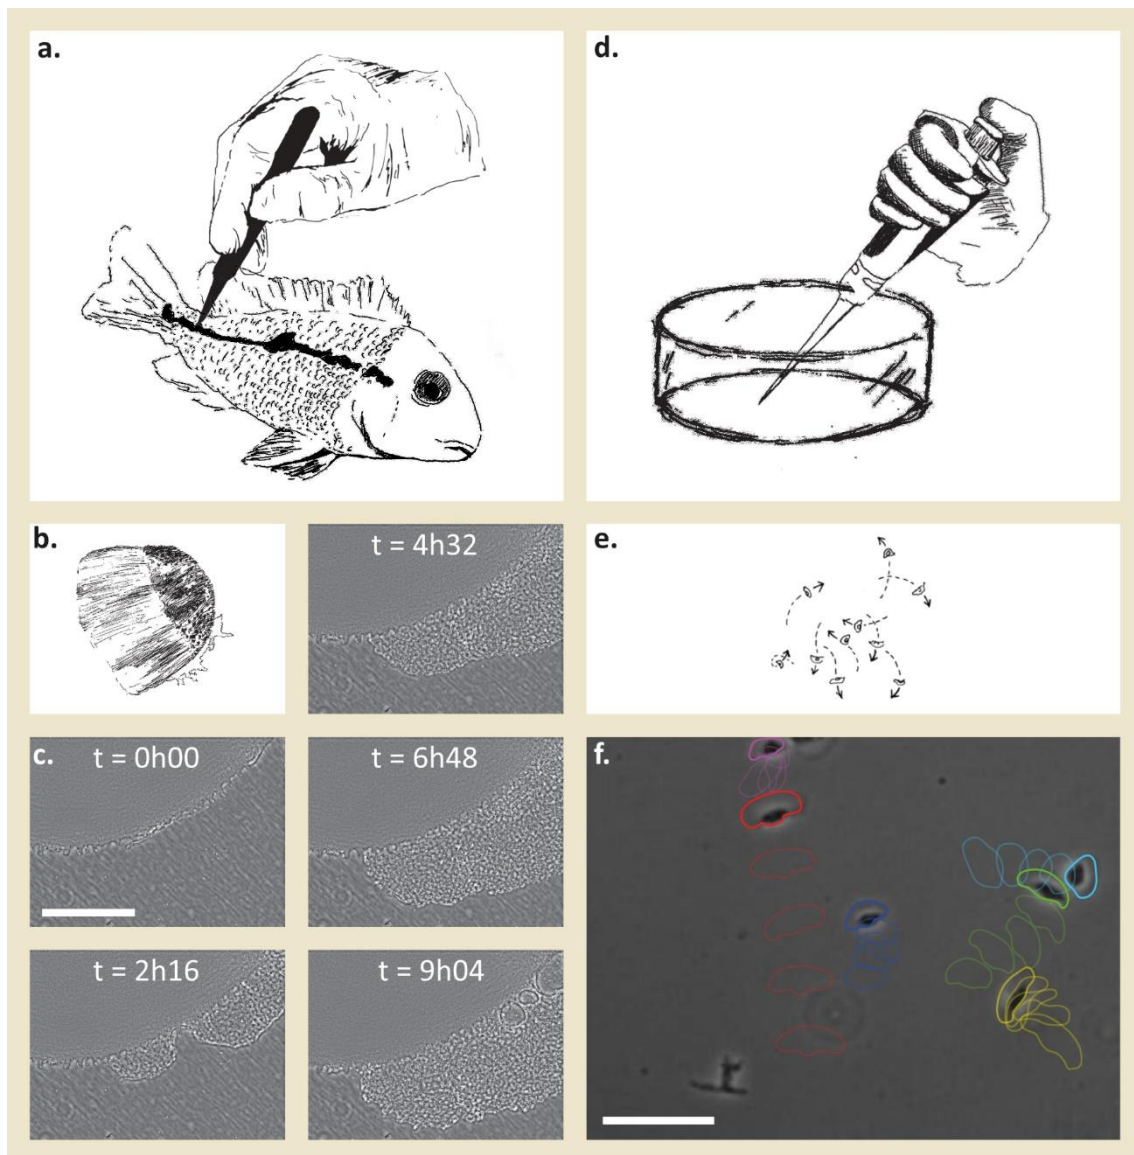 a.
d.
b.
t = 4h32
e.
c.
t = 0h00
t = 6h48
f.
t = 2h16
t = 9h04